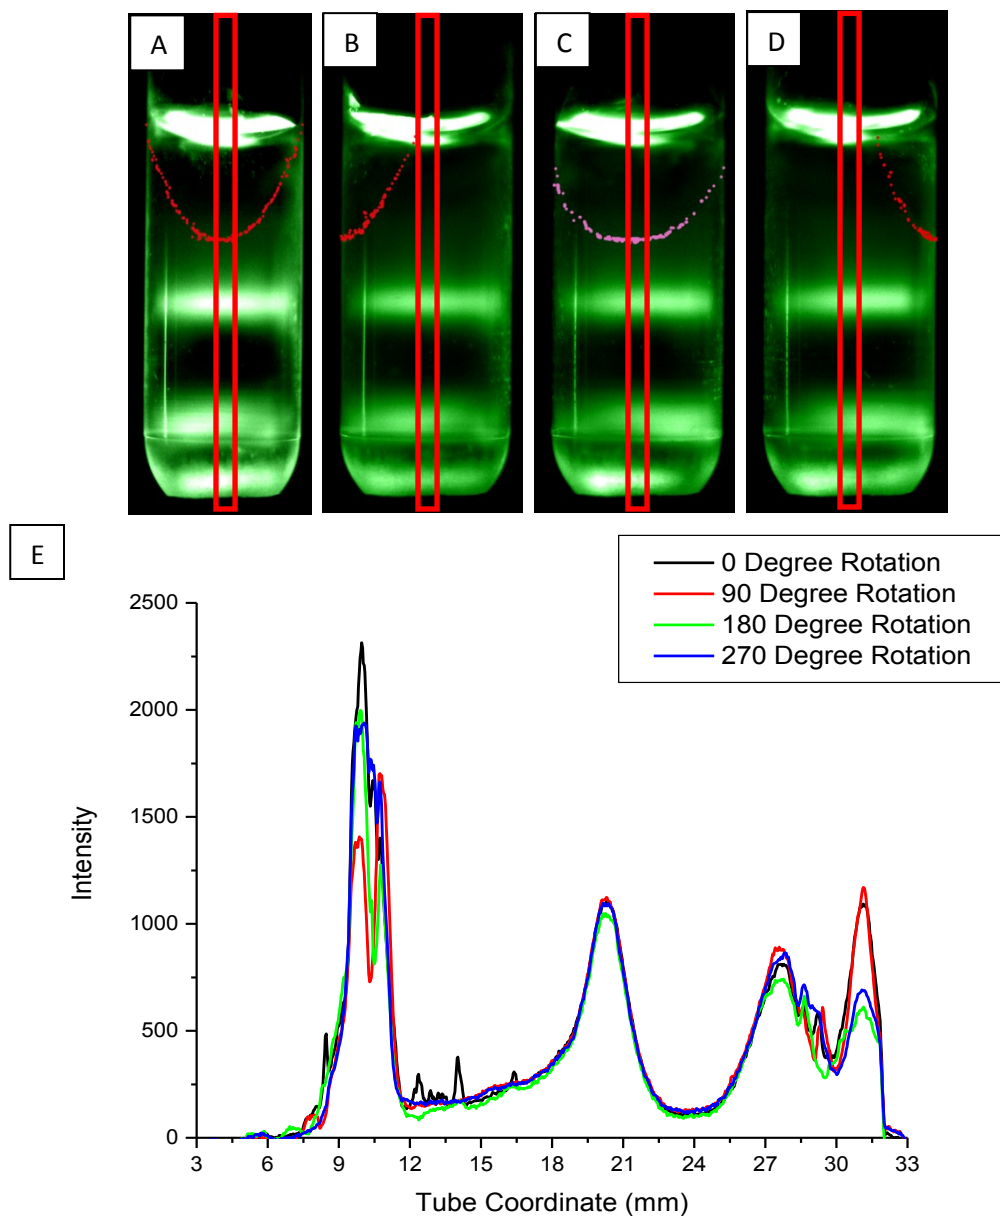 A
B
C
D
E
0 Degree Rotation
90 Degree Rotation
180 Degree Rotation
270 Degree Rotation
2500
2000
1500
1000
500
0
Intensity
3 6 9 12 15 18 21 24 27 30 33
Tube Coordinate (mm)